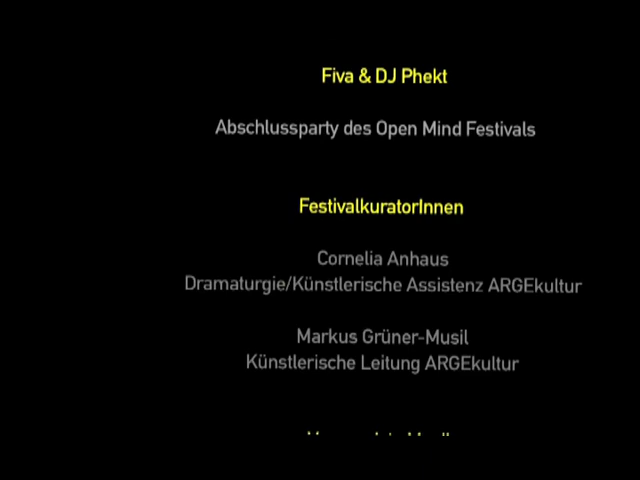 Fiva & DJ Phekt
Abschlussparty des Open Mind Festivals
FestivalkuratorInnen
Cornelia Anhaus
Dramaturgie/Künstlerische Assistenz ARGEkultur
Markus Grüner-Musil
Künstlerische Leitung ARGEkultur